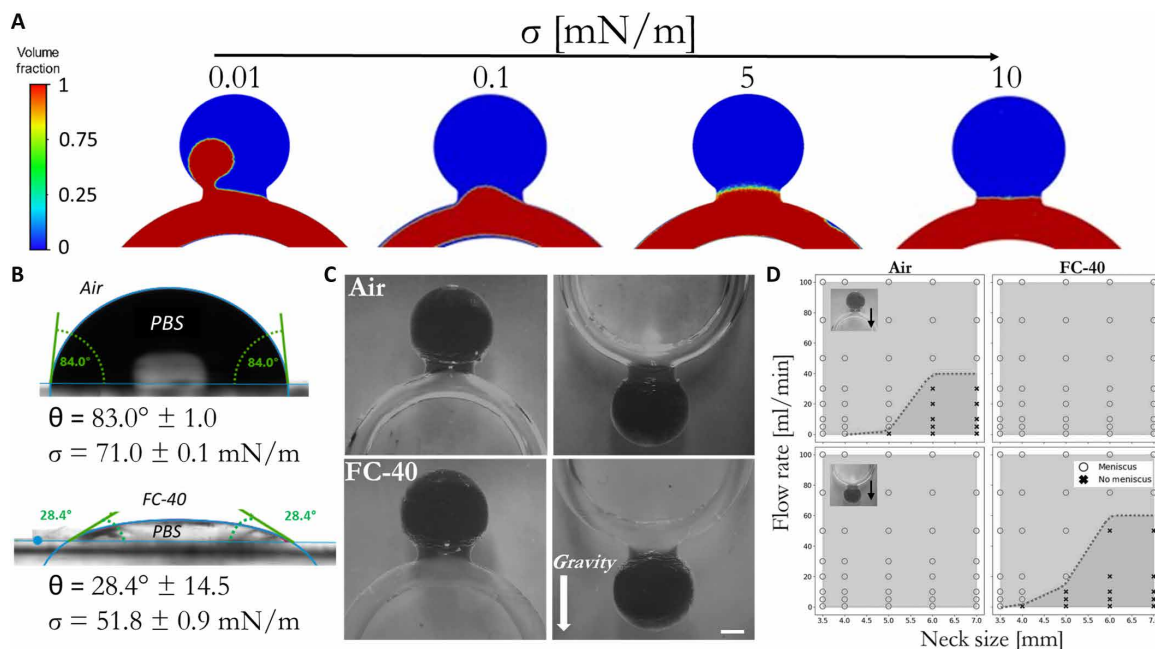 A
σ [mN/m]
Volume
fraction
0.01
0.1
5
10
1
0.75
0.25
0
B
Air
PBS
84.0°
84.0°
θ = 83.0° ± 1.0
σ = 71.0 ± 0.1 mN/m
FC-40
28.4°
28.4°
PBS
θ = 28.4° ± 14.5
σ = 51.8 ± 0.9 mN/m
C
Air
FC-40
Gravity
D
Air
FC-40
Flow rate [ml/min]
100
80
60
40
20
0
100
80
60
40
20
0
Meniscus
No meniscus
3.5 4.0 4.5 5.0 5.5 6.0 6.5 7.0
3.5 4.0 4.5 5.0 5.5 6.0 6.5 7.0
Neck size [mm]